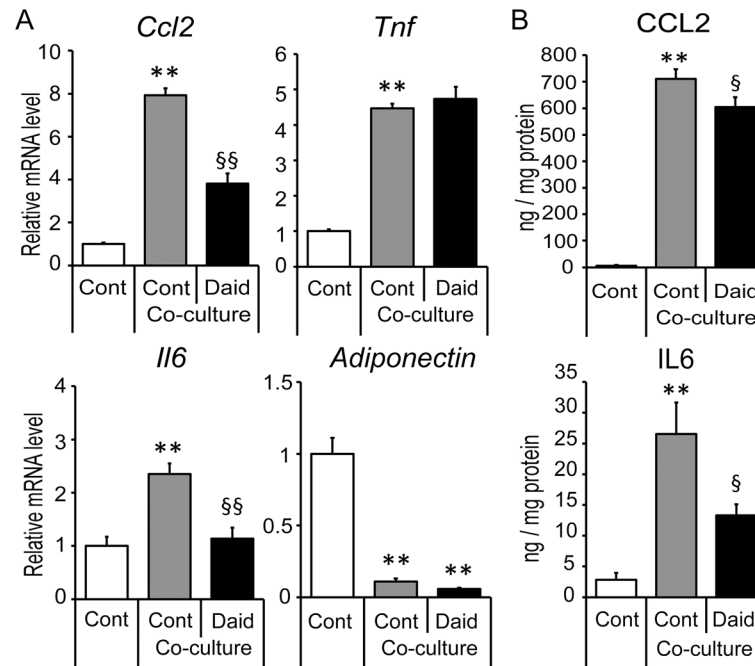 A
Ccl2
Relative mRNA level
10
8
6
4
2
0
**
§§
Cont
Cont
Daid
Co-culture
Tnf
6
5
4
3
2
1
0
**
Cont
Cont
Daid
Co-culture
B
CCL2
ng / mg protein
800
700
600
500
400
300
200
100
0
**
§
Cont
Cont
Daid
Co-culture
Il6
Relative mRNA level
4
3
2
1
0
**
§§
Cont
Cont
Daid
Co-culture
Adiponectin
1.5
1
0.5
0
**
**
Cont
Cont
Daid
Co-culture
IL6
ng / mg protein
35
30
25
20
15
10
5
0
**
§
Cont
Cont
Daid
Co-culture